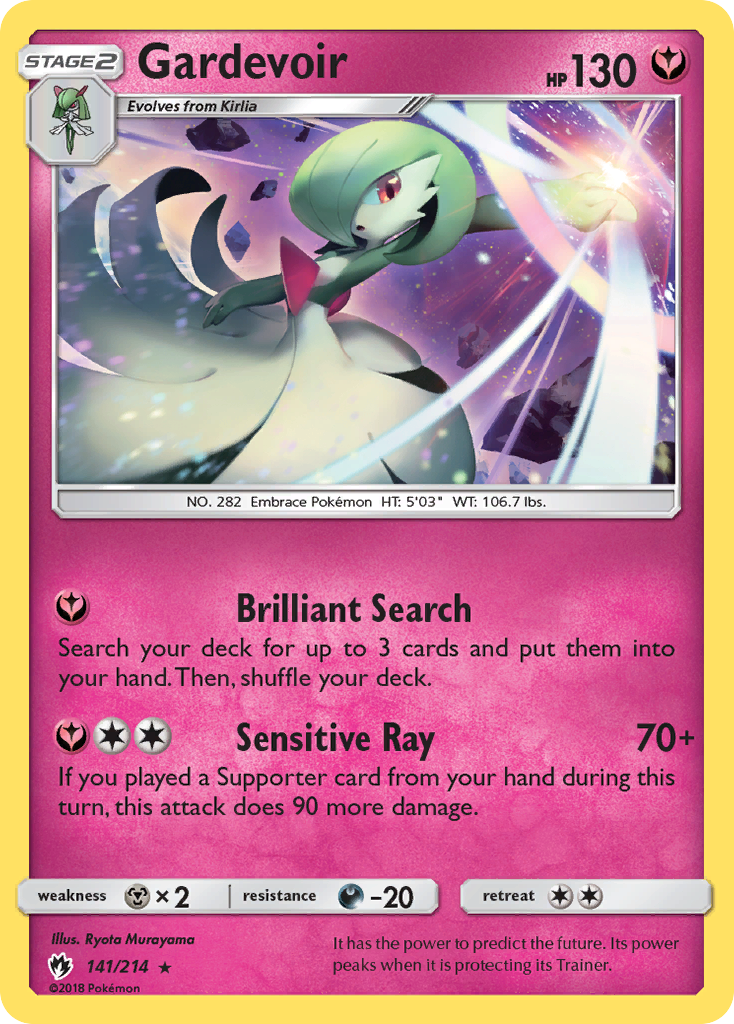 STAGE2
Gardevoir
HP 130
Evolves from Kirlia
NO. 282 Embrace Pokémon HT: 5'03" WT: 106.7 lbs.
Brilliant Search
Search your deck for up to 3 cards and put them into
your hand. Then, shuffle your deck.
Sensitive Ray 70+
If you played a Supporter card from your hand during this
turn, this attack does 90 more damage.
weakness ×2 resistance -20 retreat
Illus. Ryota Murayama
141/214 ★
©2018 Pokémon
It has the power to predict the future. Its power
peaks when it is protecting its Trainer.